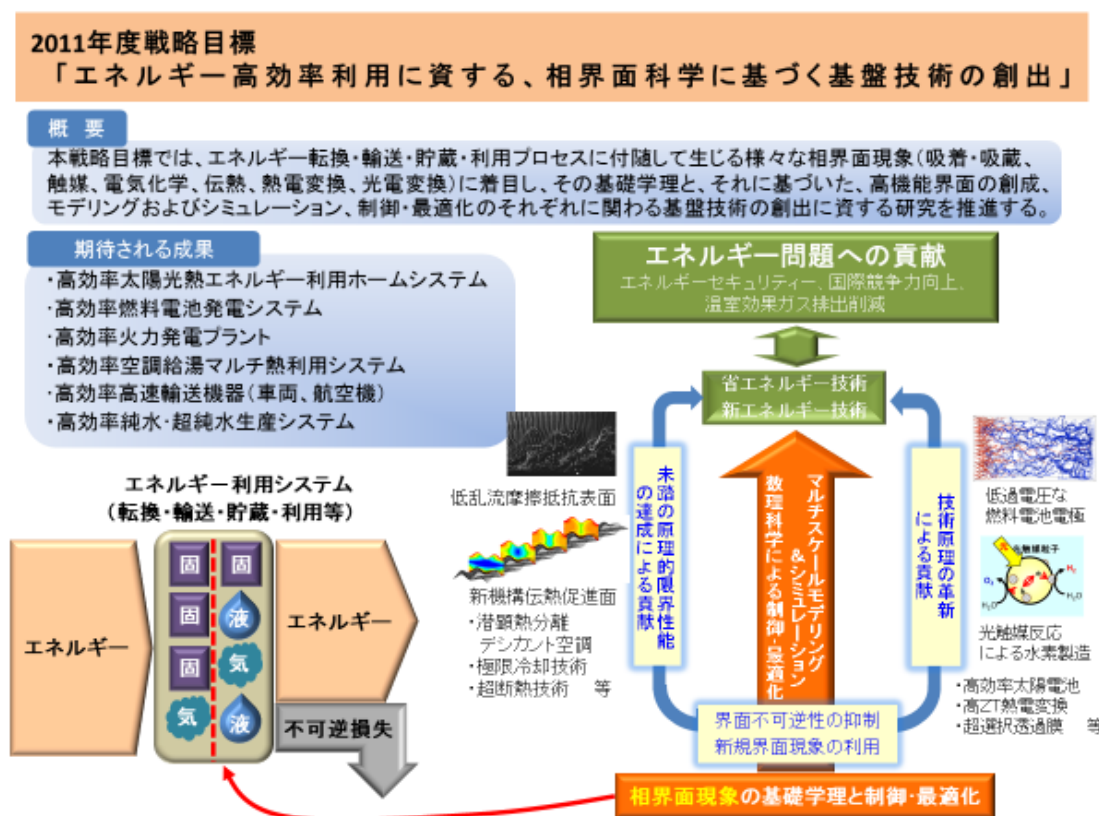 2011年度戦略目標
「エネルギー高効率利用に資する、相界面科学に基づく基盤技術の創出」
概 要
本戦略目標では、エネルギー転換・輸送・貯蔵・利用プロセスに付随して生じる様々な相界面現象(吸着・吸蔵、
触媒、電気化学、伝熱、熱電変換、光電変換)に着目し、その基礎学理と、それに基づいた、高機能界面の創成、
モデリングおよびシミュレーション、制御・最適化のそれぞれに関わる基盤技術の創出に資する研究を推進する。
期待される成果
・高効率太陽光熱エネルギー利用ホームシステム
・高効率燃料電池発電システム
・高効率火力発電プラント
・高効率空調給湯マルチ熱利用システム
・高効率高速輸送機器(車両、航空機)
・高効率純水・超純水生産システム
エネルギー問題への貢献
エネルギーセキュリティー、国際競争力向上、
温室効果ガス排出削減
省エネルギー技術
新エネルギー技術
エネルギー利用システム
(転換・輸送・貯蔵・利用等)
エネルギー
固
固
固
液
固
気
気
液
エネルギー
不可逆損失
低乱流摩擦抵抗表面
新機構伝熱促進面
・潜顕熱分離
デシカント空調
・極限冷却技術
・超断熱技術 等
未踏の原理的限界性能
の達成による貢献
マルチスケールモデリング
&シミュレーション
数理科学による制御・最適化
技術原理の革新
による貢献
低過電圧な
燃料電池電極
光触媒粒子
O₂
H₂O
H₂
H₂O
光触媒反応
による水素製造
・高効率太陽電池
・高ZT熱電変換
・超選択透過膜 等
界面不可逆性の抑制
新規界面現象の利用
相界面現象の基礎学理と制御・最適化